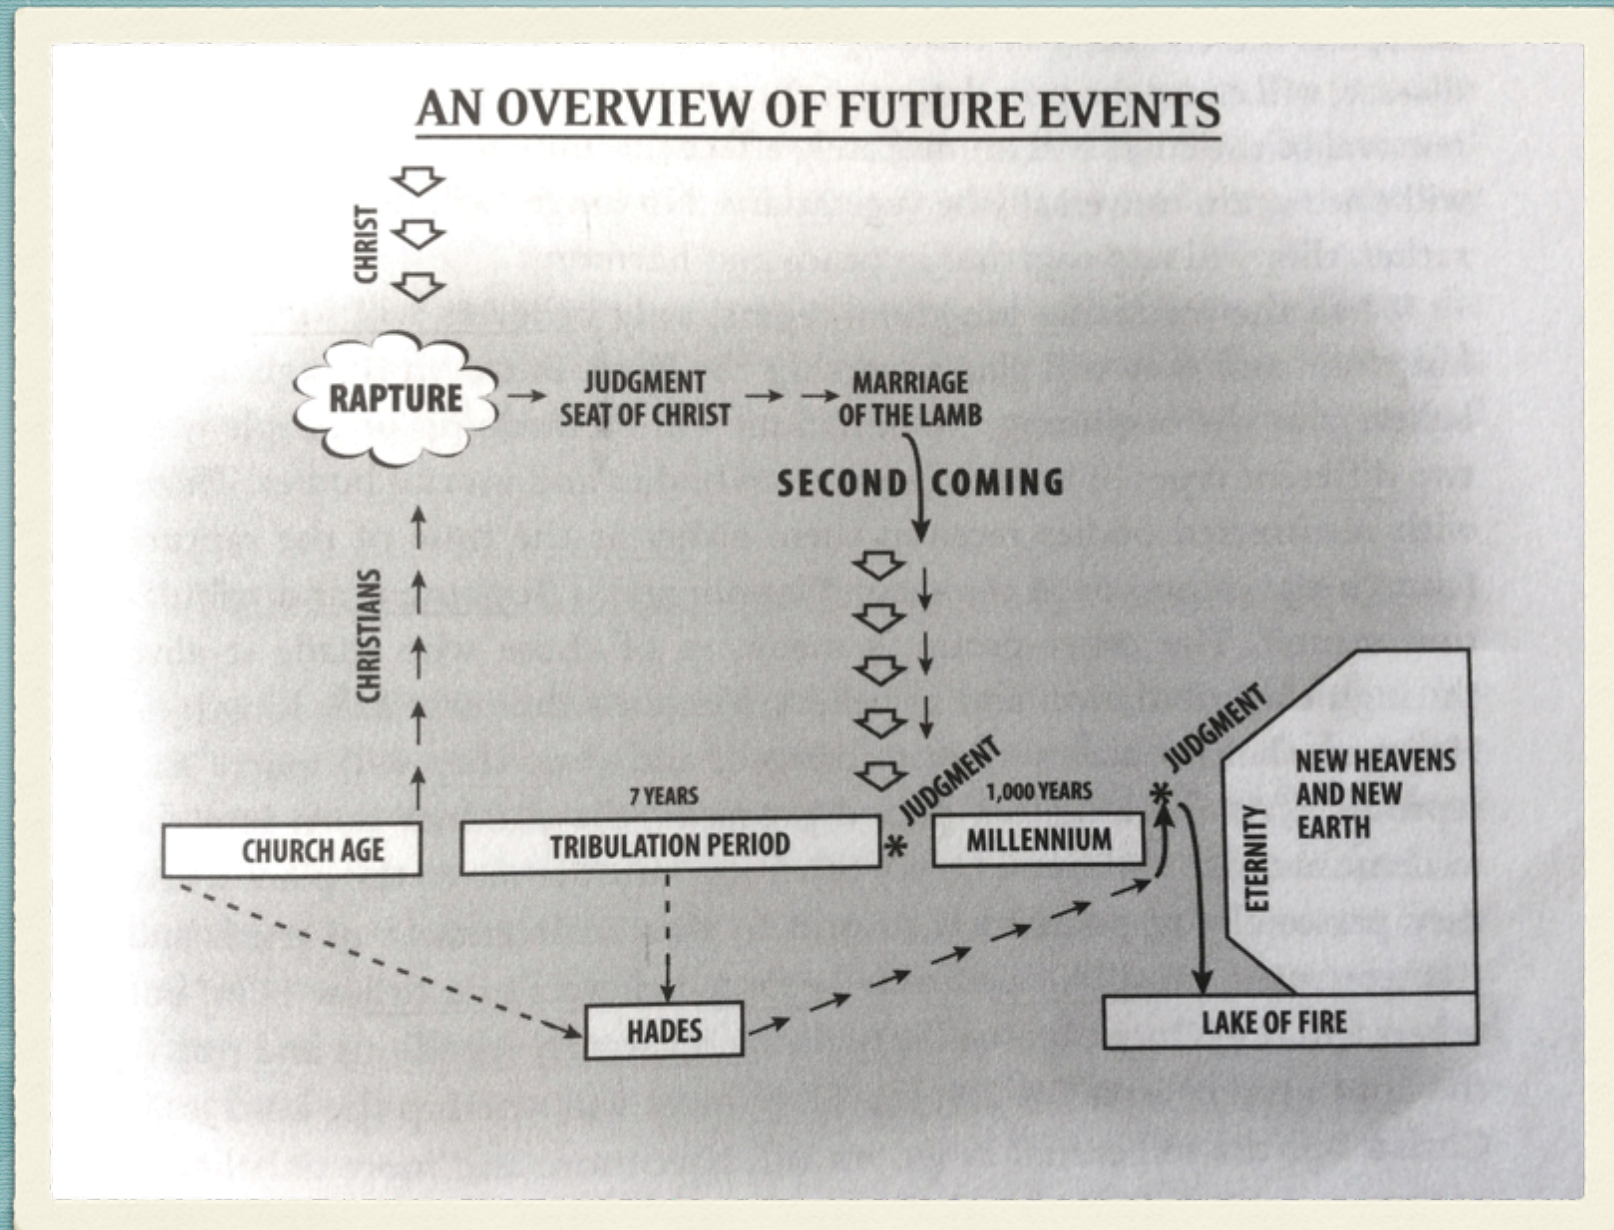 AN OVERVIEW OF FUTURE EVENTS
CHRIST
RAPTURE
JUDGMENT
SEAT OF CHRIST
MARRIAGE
OF THE LAMB
SECOND COMING
CHRISTIANS
JUDGMENT
JUDGMENT
7 YEARS
1,000 YEARS
CHURCH AGE
TRIBULATION PERIOD
*
MILLENNIUM
*
ETERNITY
NEW HEAVENS
AND NEW
EARTH
HADES
LAKE OF FIRE